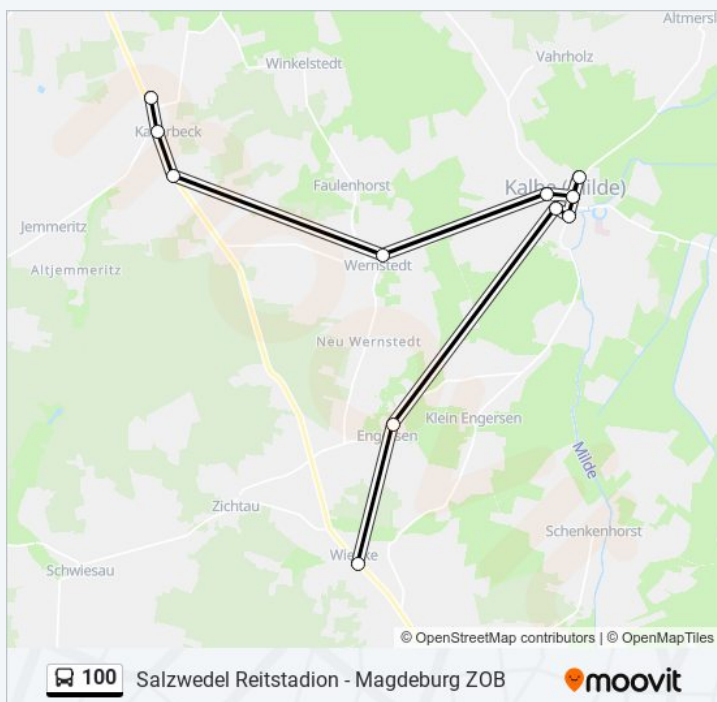 Altmersl
Winkelstedt
Vahrholz
Faulenhorst
Jemmeritz
Altjemmeritz
Wernstedt
Neu Wernstedt
Klein Engersen
Milde
Zichtau
Schenkenhorst
Schwiesau
© OpenStreetMap contributors | © OpenMapTiles
100 Salzwedel Reitstadion - Magdeburg ZOB
moovit